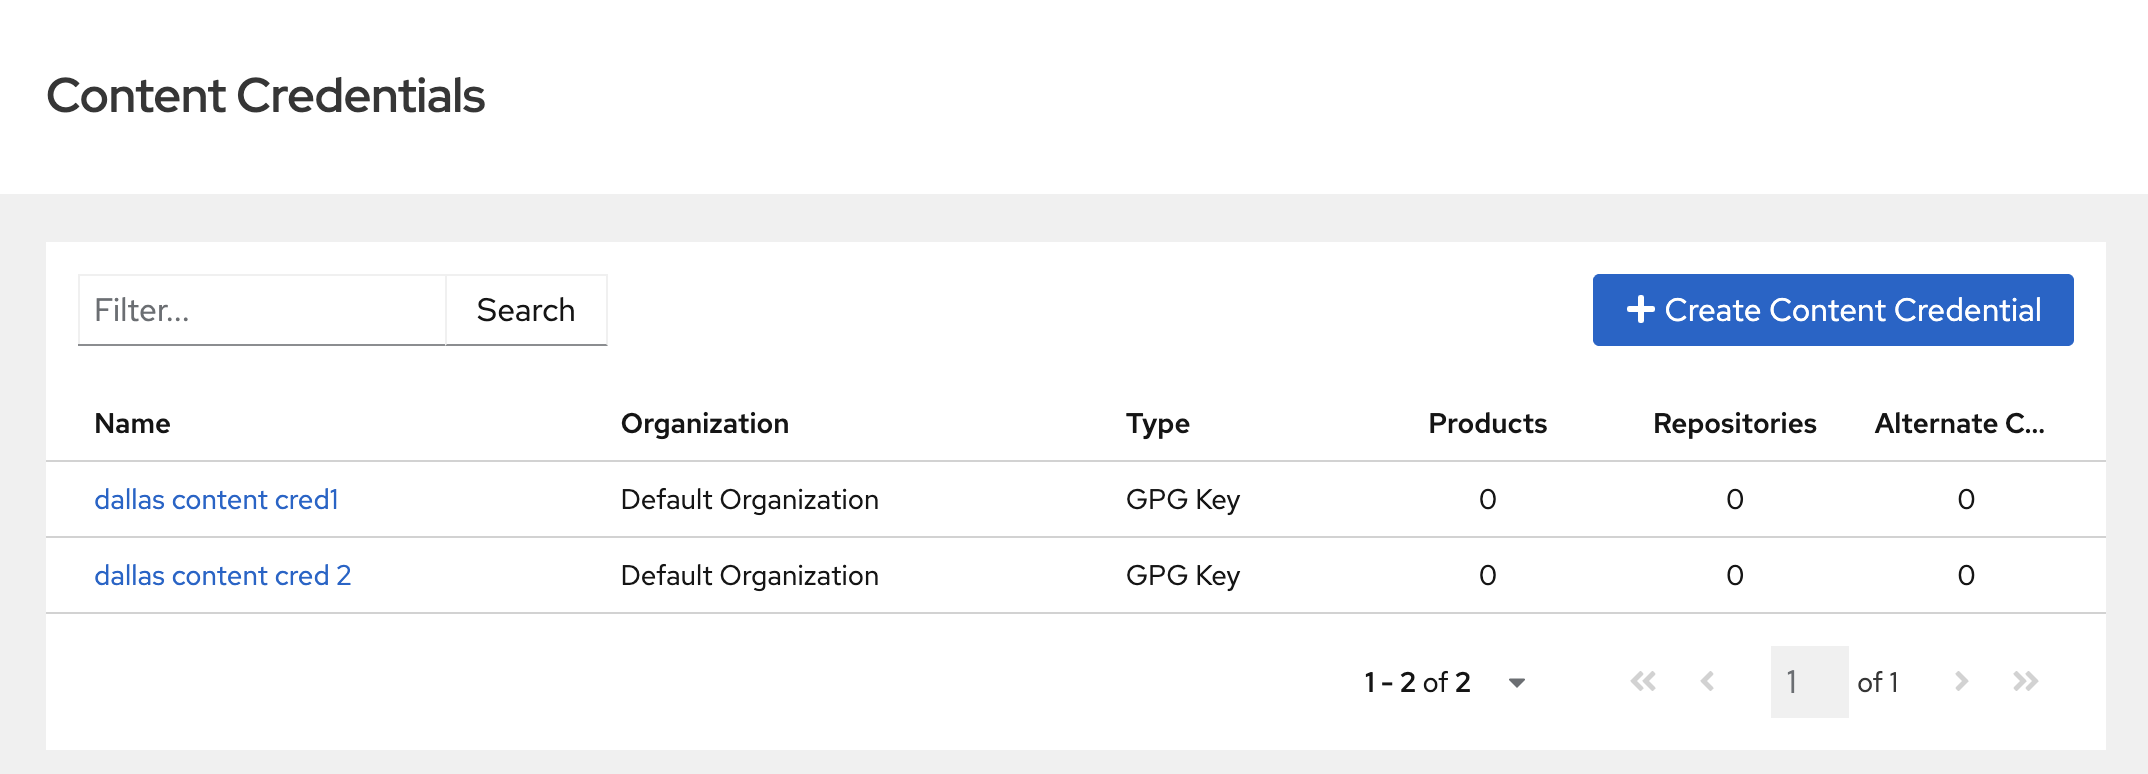 Content Credentials
Filter... Search Create Content Credential
Name Organization Type Products Repositories Alternate C...
dallas content cred1 Default Organization GPG Key 0 0 0
dallas content cred 2 Default Organization GPG Key 0 0 0
1 - 2 of 2 1 of 1